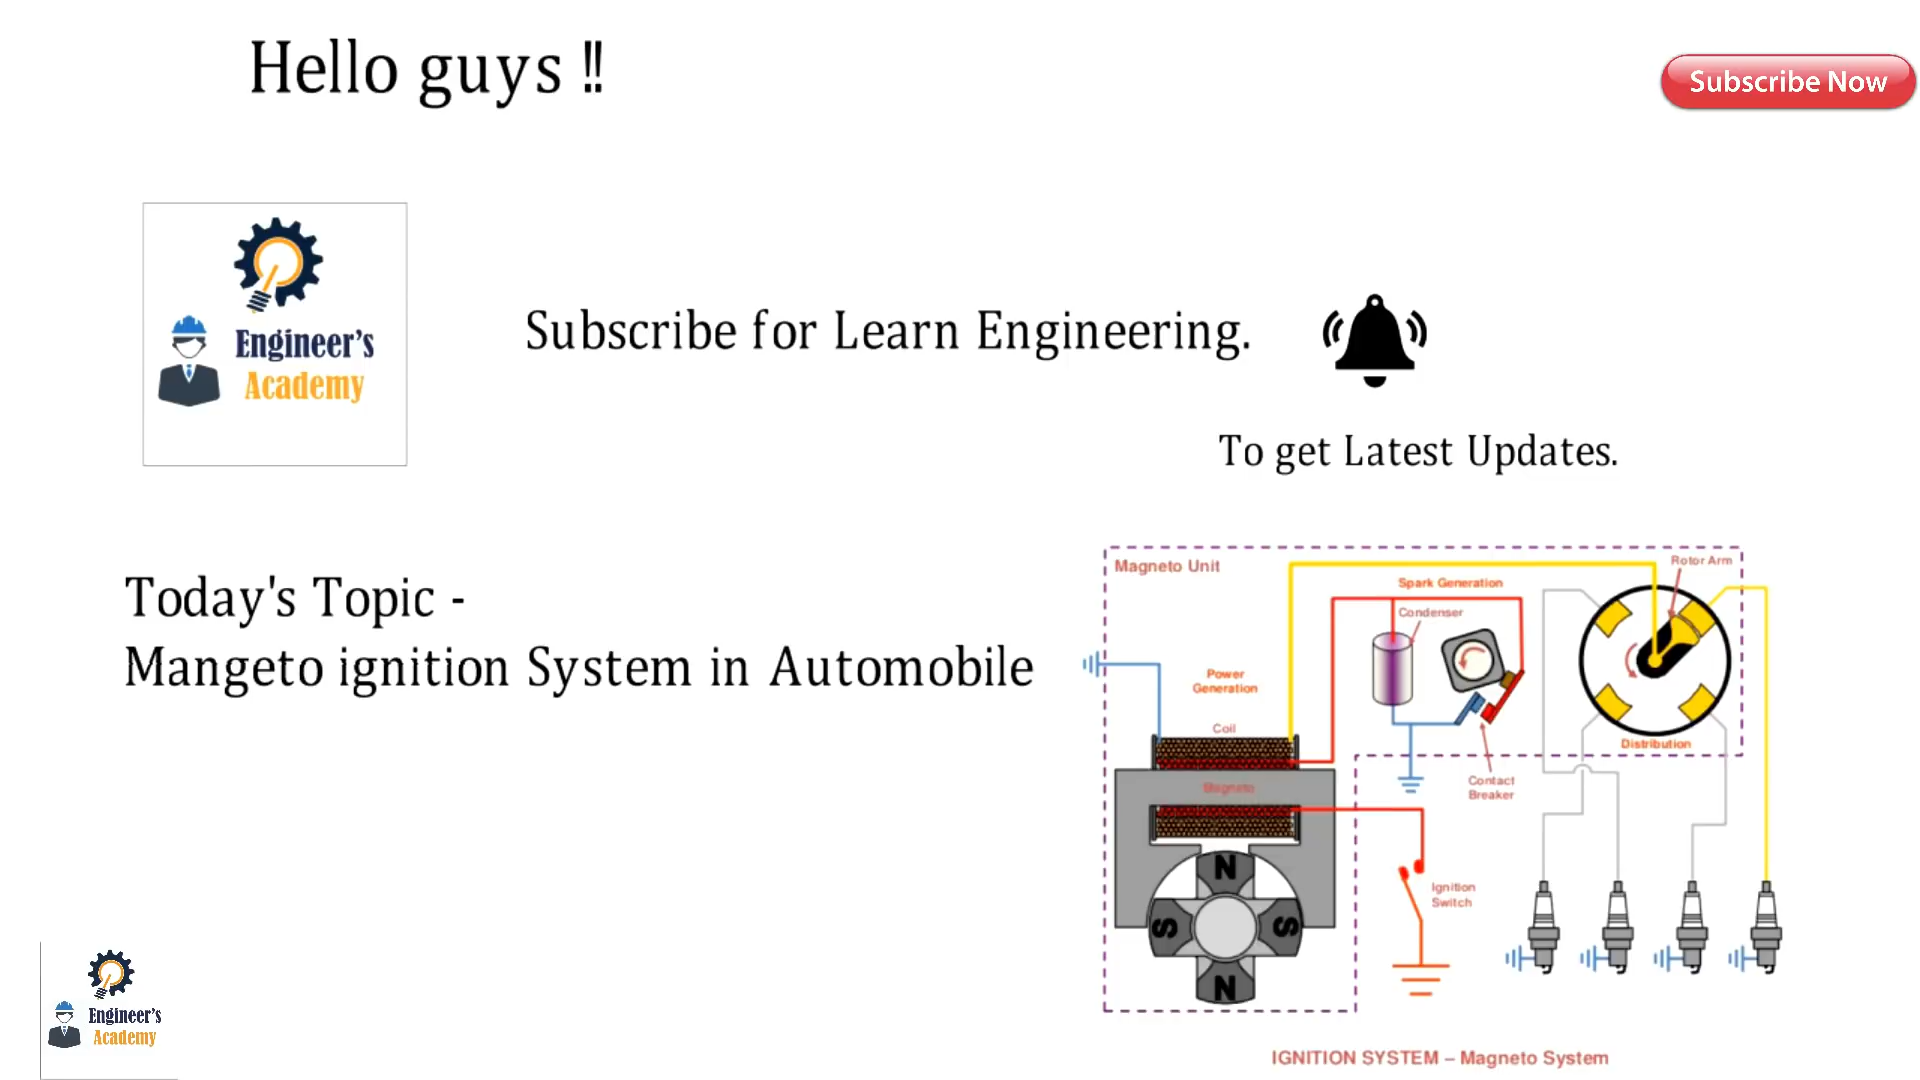 Hello guys !!
Subscribe Now
Engineer's
Academy
Subscribe for Learn Engineering.
To get Latest Updates.
Today's Topic -
Mangeto ignition System in Automobile
Magneto Unit
Rotor Arm
Spark Generation
Condenser
Power
Generation
Coil
Distribution
Contact
Breaker
Magneto
N
S
S
N
Ignition
Switch
Engineer's
Academy
IGNITION SYSTEM – Magneto System